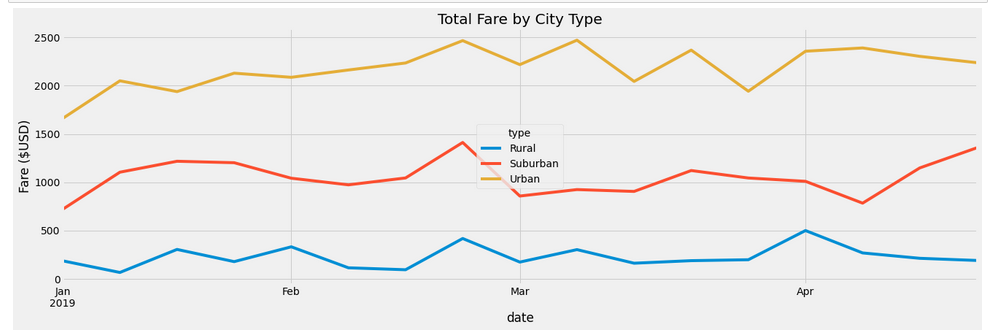 Total Fare by City Type
Fare ($USD)
2500
2000
1500
1000
500
0
type
Rural
Suburban
Urban
Jan
2019
Feb
Mar
Apr
date